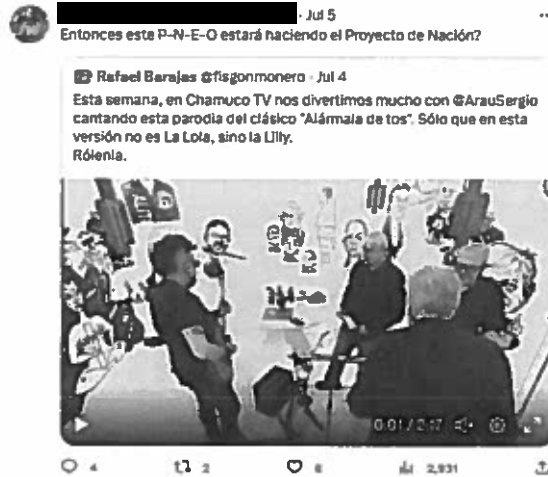 · Jul 5
Entonces este P-N-E-O estará haciendo el Proyecto de Nación?
Rafael Barajas @fisgonmonero · Jul 4
Esta semana, en Chamuco TV nos divertimos mucho con @ArauSergio
cantando esta parodia del clásico "Alármala de tos". Sólo que en esta
versión no es La Lola, sino la Lilly.
Rólenla.
0:01 / 2:17
4 2 6 2,931